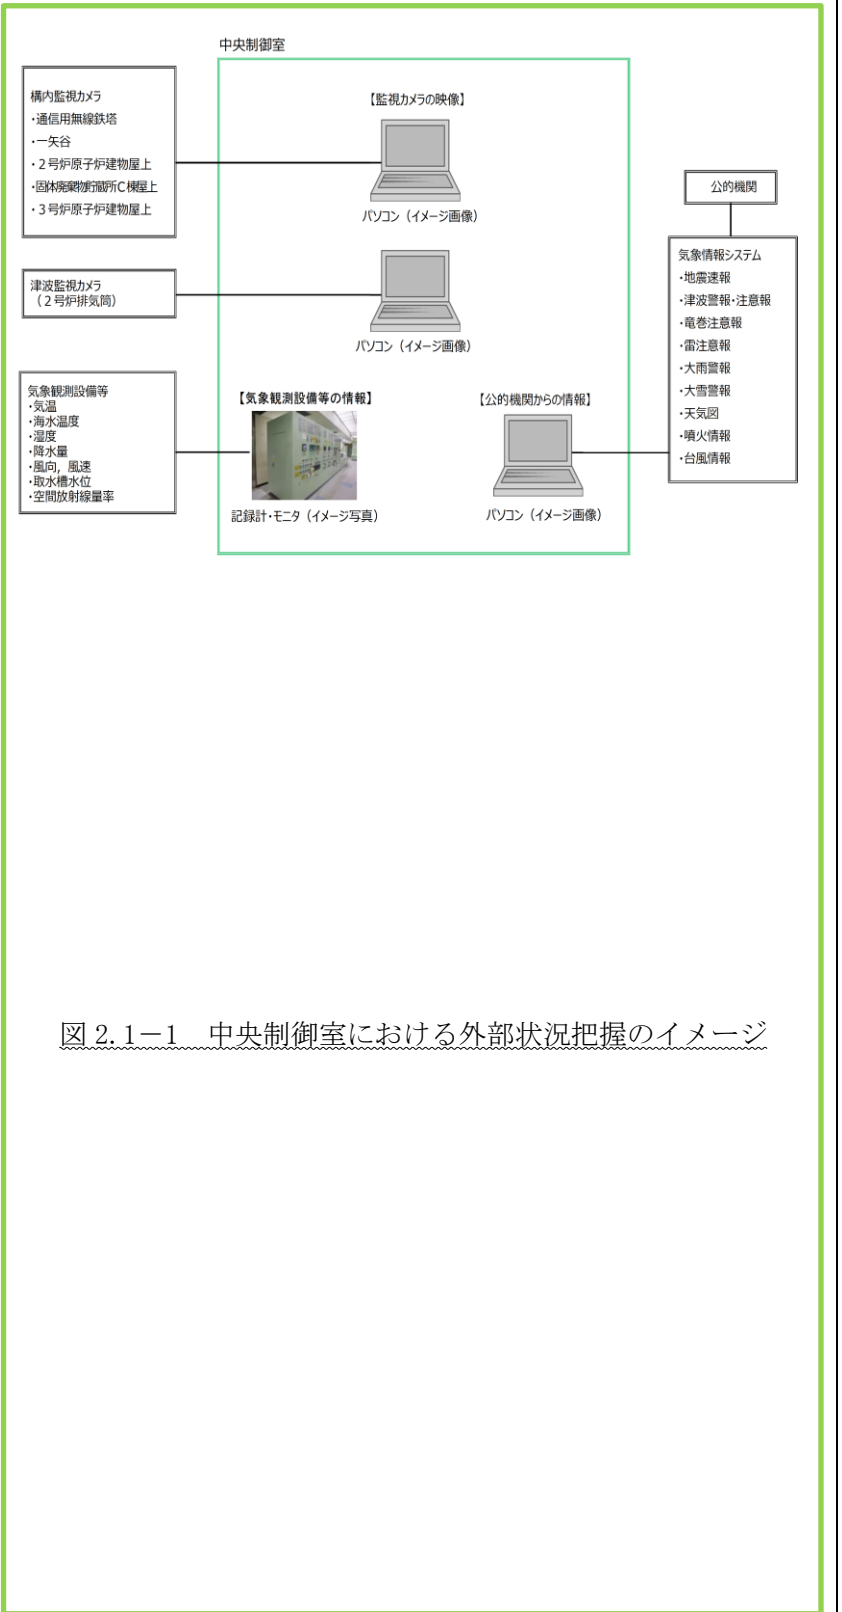 中央制御室
構内監視カメラ
・通信用無線鉄塔
・一矢谷
・２号炉原子炉建物屋上
・固体廃棄物貯蔵所Ｃ棟屋上
・３号炉原子炉建物屋上
【監視カメラの映像】
パソコン（イメージ画像）
津波監視カメラ
（２号炉排気筒）
パソコン（イメージ画像）
気象観測設備等
・気温
・海水温度
・湿度
・降水量
・風向，風速
・取水槽水位
・空間放射線量率
【気象観測設備等の情報】
記録計・モニタ（イメージ写真）
【公的機関からの情報】
パソコン（イメージ画像）
公的機関
気象情報システム
・地震速報
・津波警報・注意報
・竜巻注意報
・雷注意報
・大雨警報
・大雪警報
・天気図
・噴火情報
・台風情報
図 2.1－1　中央制御室における外部状況把握のイメージ